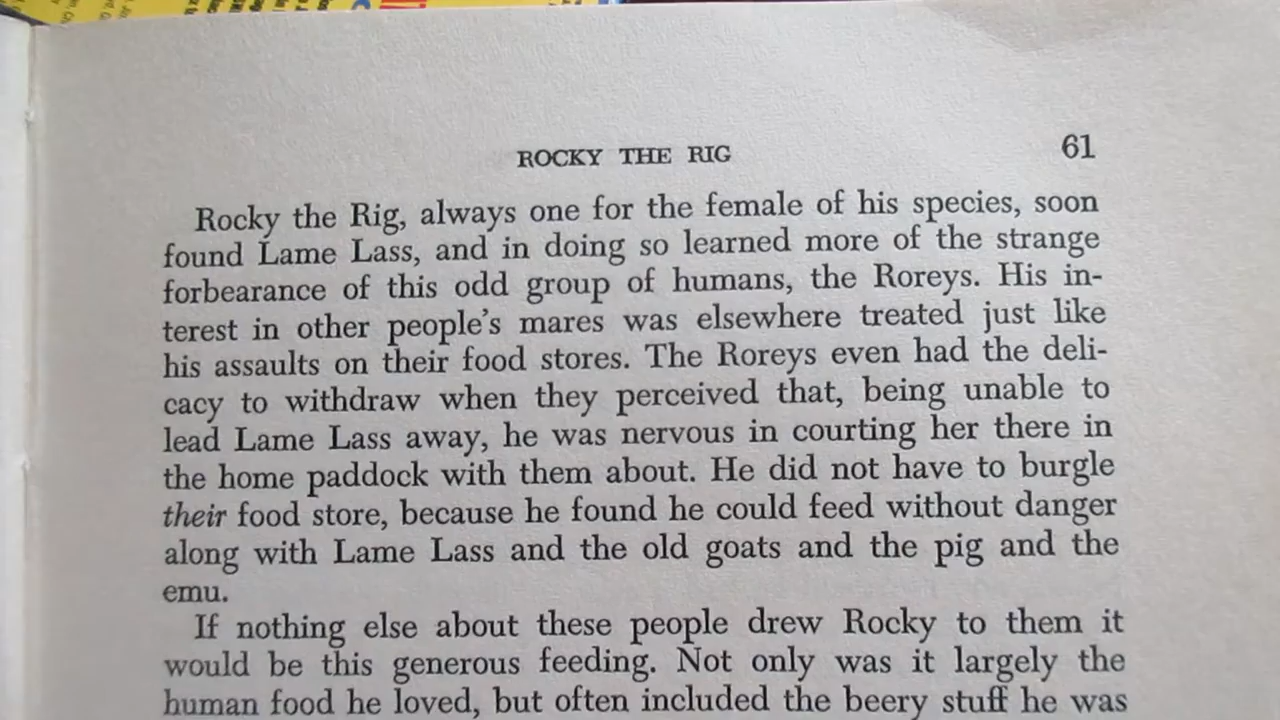 ROCKY THE RIG 61
Rocky the Rig, always one for the female of his species, soon
found Lame Lass, and in doing so learned more of the strange
forbearance of this odd group of humans, the Roreys. His in-
terest in other people's mares was elsewhere treated just like
his assaults on their food stores. The Roreys even had the deli-
cacy to withdraw when they perceived that, being unable to
lead Lame Lass away, he was nervous in courting her there in
the home paddock with them about. He did not have to burgle
their food store, because he found he could feed without danger
along with Lame Lass and the old goats and the pig and the
emu.
If nothing else about these people drew Rocky to them it
would be this generous feeding. Not only was it largely the
human food he loved, but often included the beery stuff he was